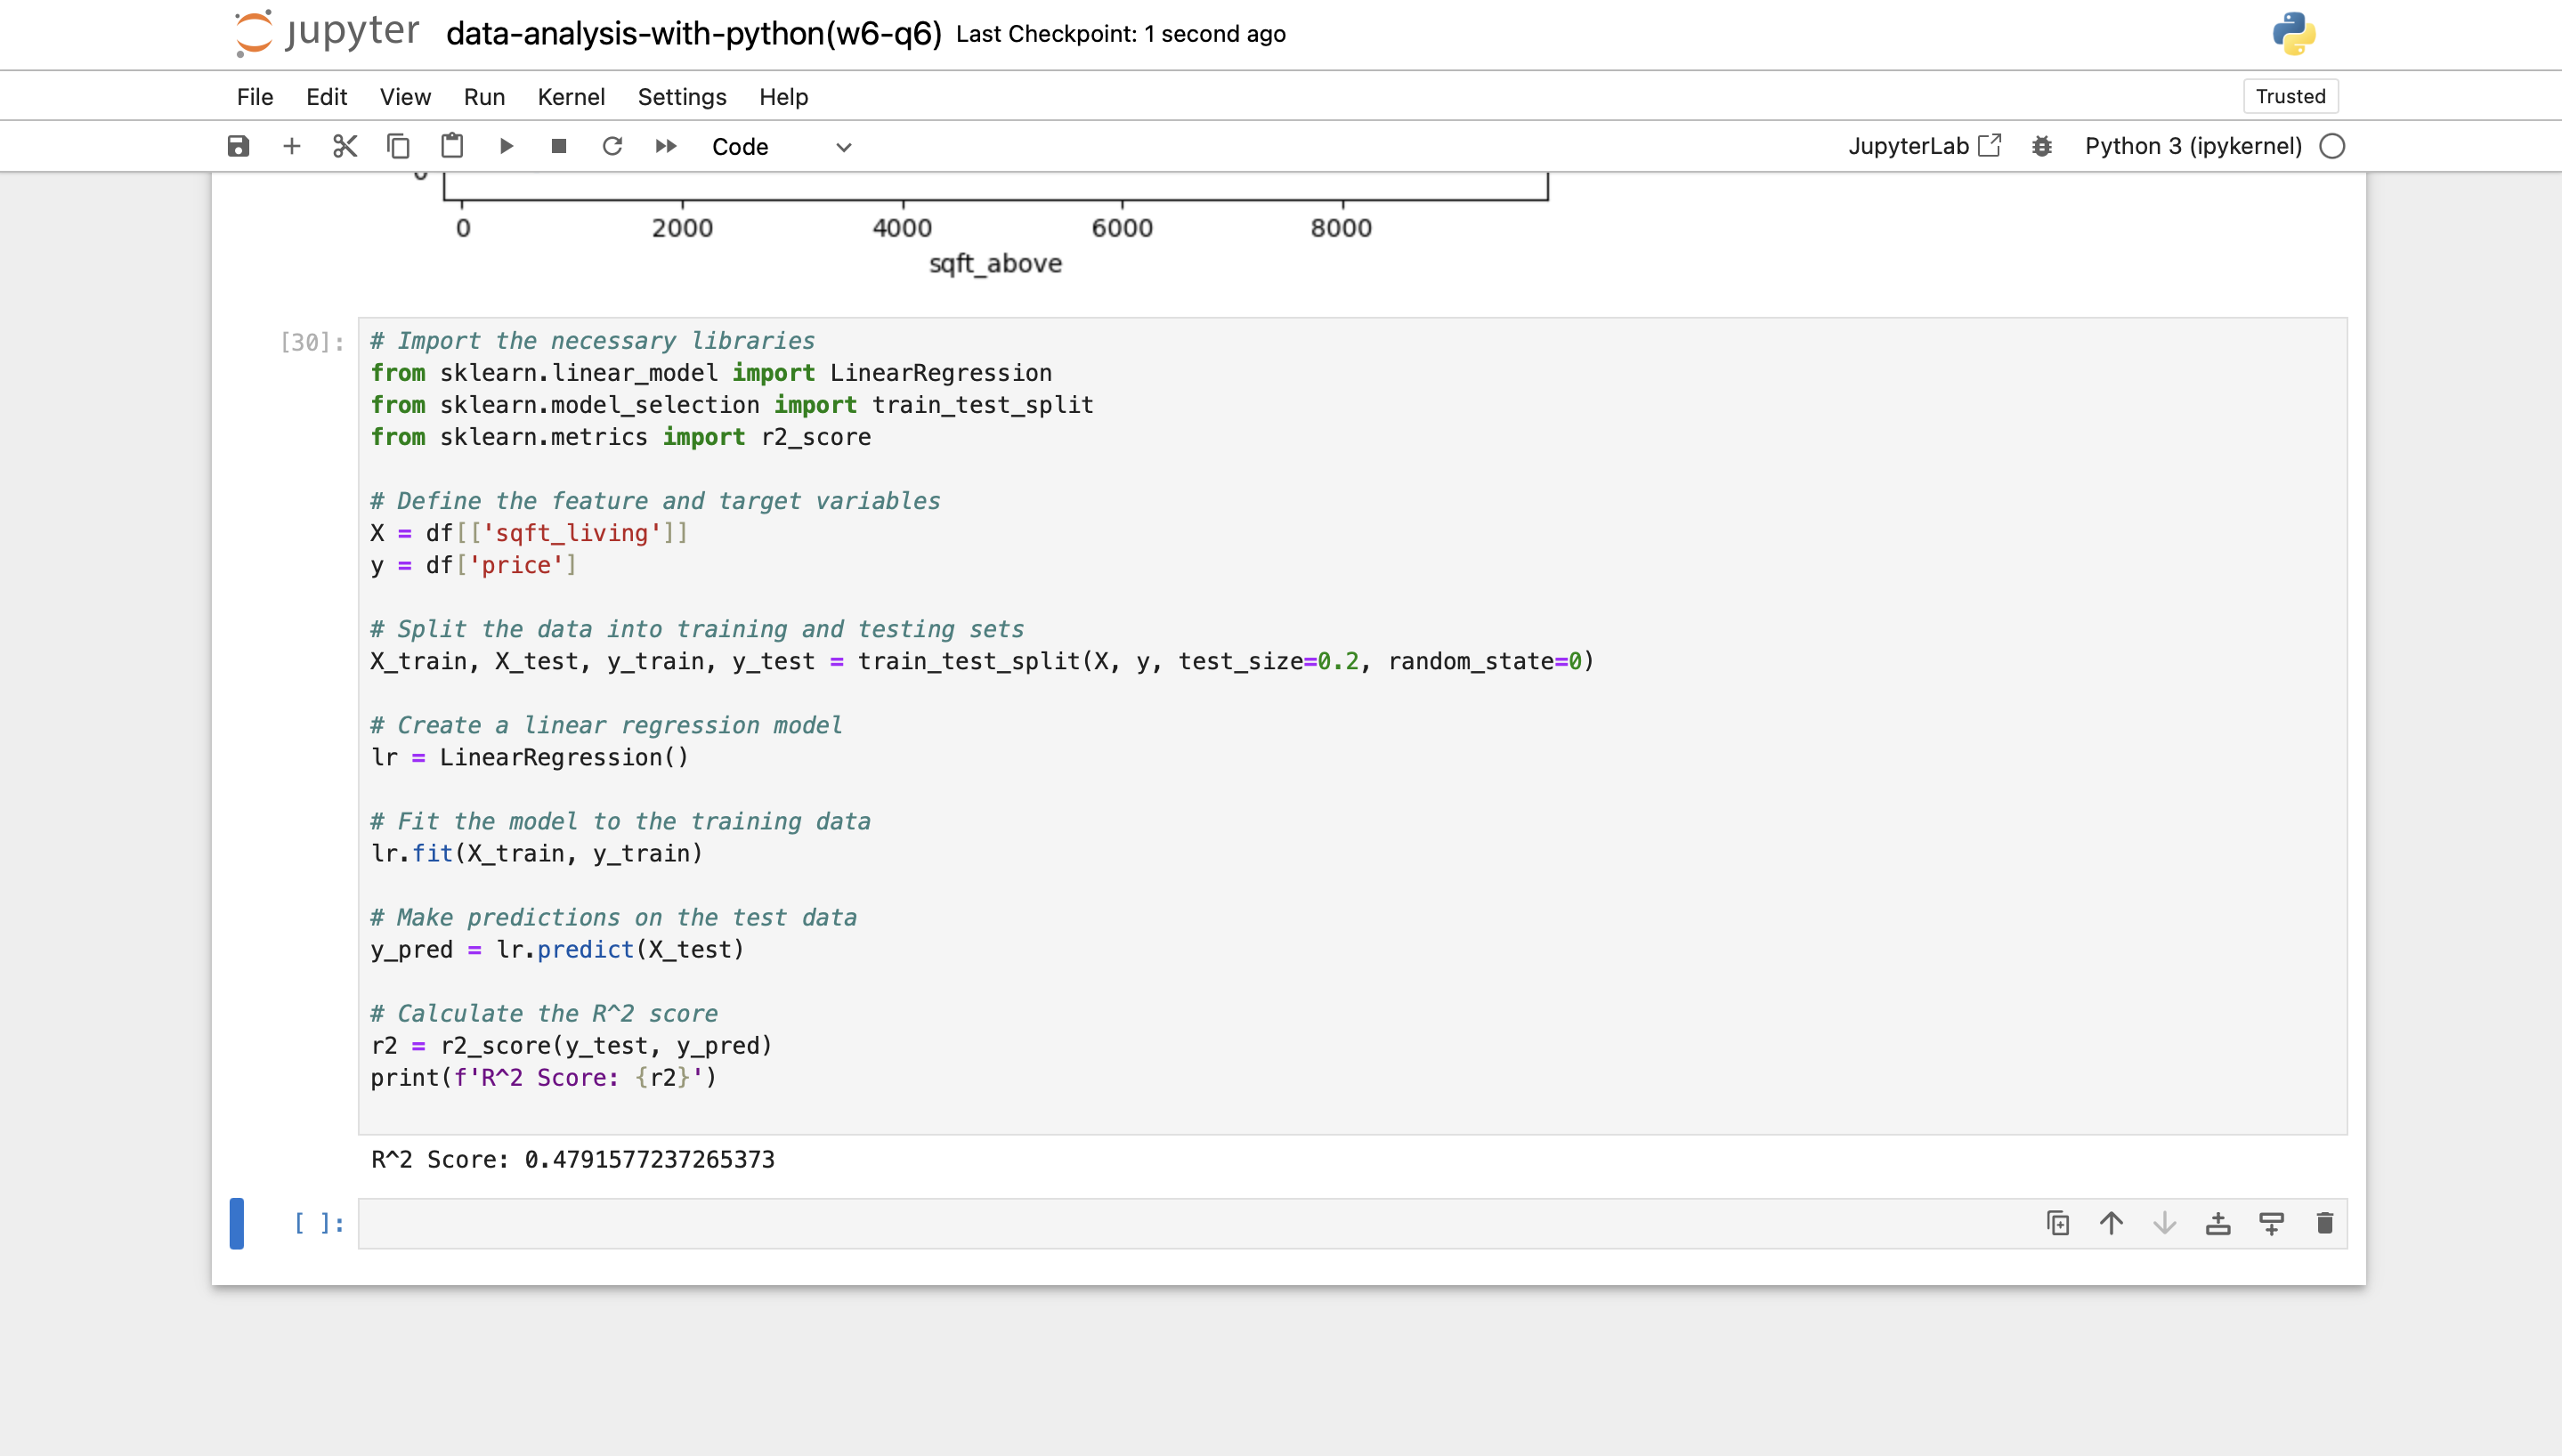 jupyter data-analysis-with-python(w6-q6) Last Checkpoint: 1 second ago
File Edit View Run Kernel Settings Help Trusted
Code JupyterLab Python 3 (ipykernel)
0 2000 4000 6000 8000
sqft_above
[30]:
# Import the necessary libraries
from sklearn.linear_model import LinearRegression
from sklearn.model_selection import train_test_split
from sklearn.metrics import r2_score
# Define the feature and target variables
X = df[['sqft_living']]
y = df['price']
# Split the data into training and testing sets
X_train, X_test, y_train, y_test = train_test_split(X, y, test_size=0.2, random_state=0)
# Create a linear regression model
lr = LinearRegression()
# Fit the model to the training data
lr.fit(X_train, y_train)
# Make predictions on the test data
y_pred = lr.predict(X_test)
# Calculate the R^2 score
r2 = r2_score(y_test, y_pred)
print(f'R^2 Score: {r2}')
R^2 Score: 0.4791577237265373
[ ]: